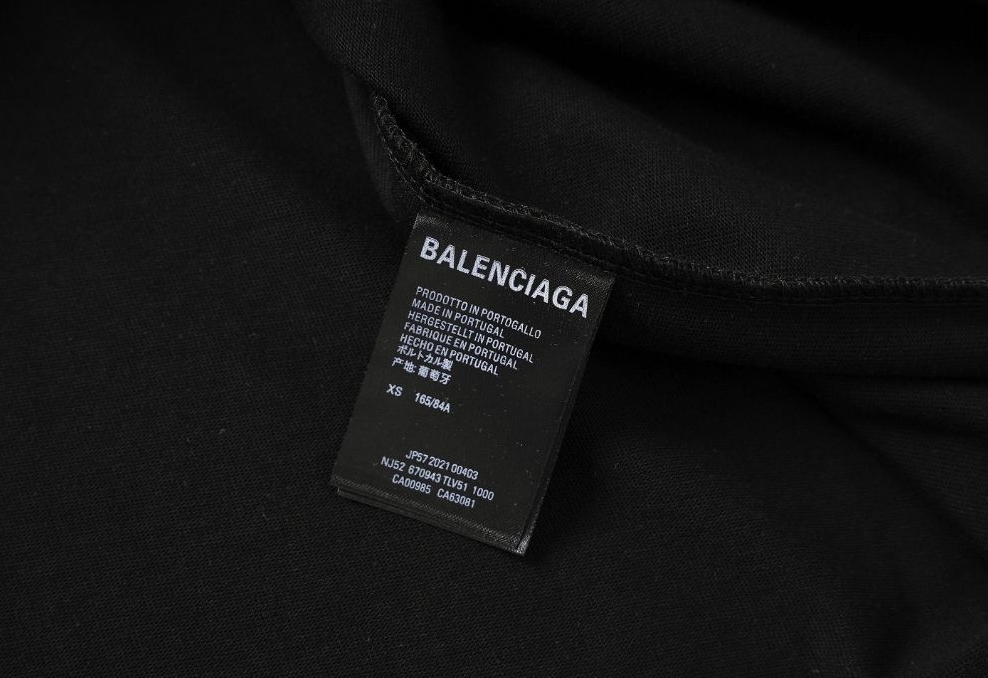 BALENCIAGA
PRODOTTO IN PORTOGALLO
MADE IN PORTUGAL
HERGESTELLT IN PORTUGAL
FABRIQUE EN PORTUGAL
HECHO EN PORTUGAL
ポルトガル製
产地:葡萄牙
XS 165/84A
JP57 2021 00403
NJ52 670943 TLV51 1000
CA00985 CA63081